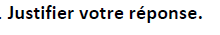 . Justifier votre réponse.